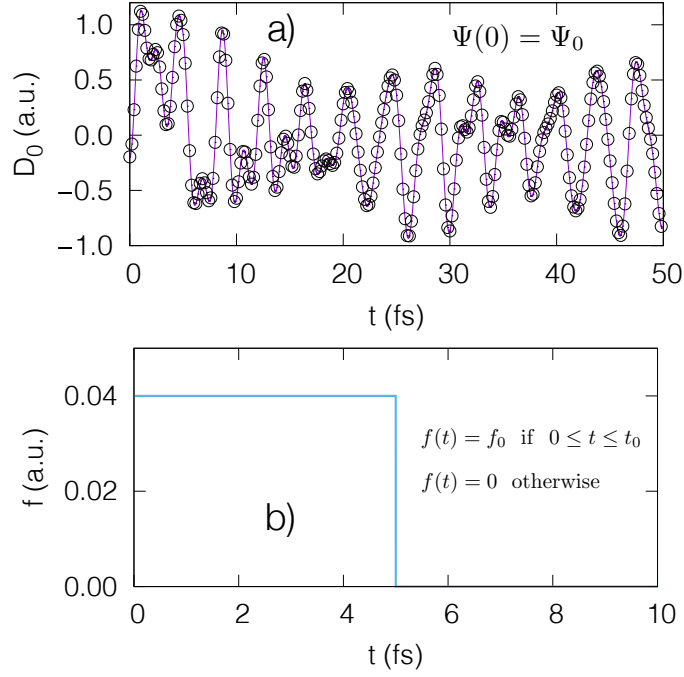 1.0
0.5
0.0
−0.5
−1.0
D₀ (a.u.)
a)
Ψ(0) = Ψ₀
0 10 20 30 40 50
t (fs)
0.04
0.02
0.00
f (a.u.)
f(t) = f₀ if 0 ≤ t ≤ t₀
f(t) = 0 otherwise
b)
0 2 4 6 8 10
t (fs)